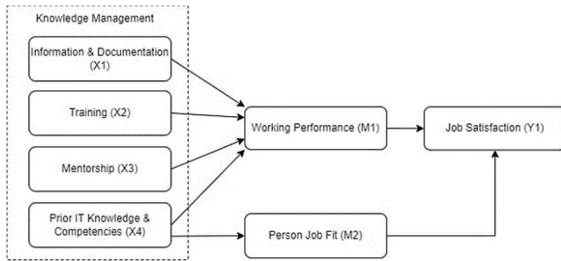 Knowledge Management
Information & Documentation
(X1)
Training (X2)
Mentorship (X3)
Prior IT Knowledge &
Competencies (X4)
Working Performance (M1)
Job Satisfaction (Y1)
Person Job Fit (M2)